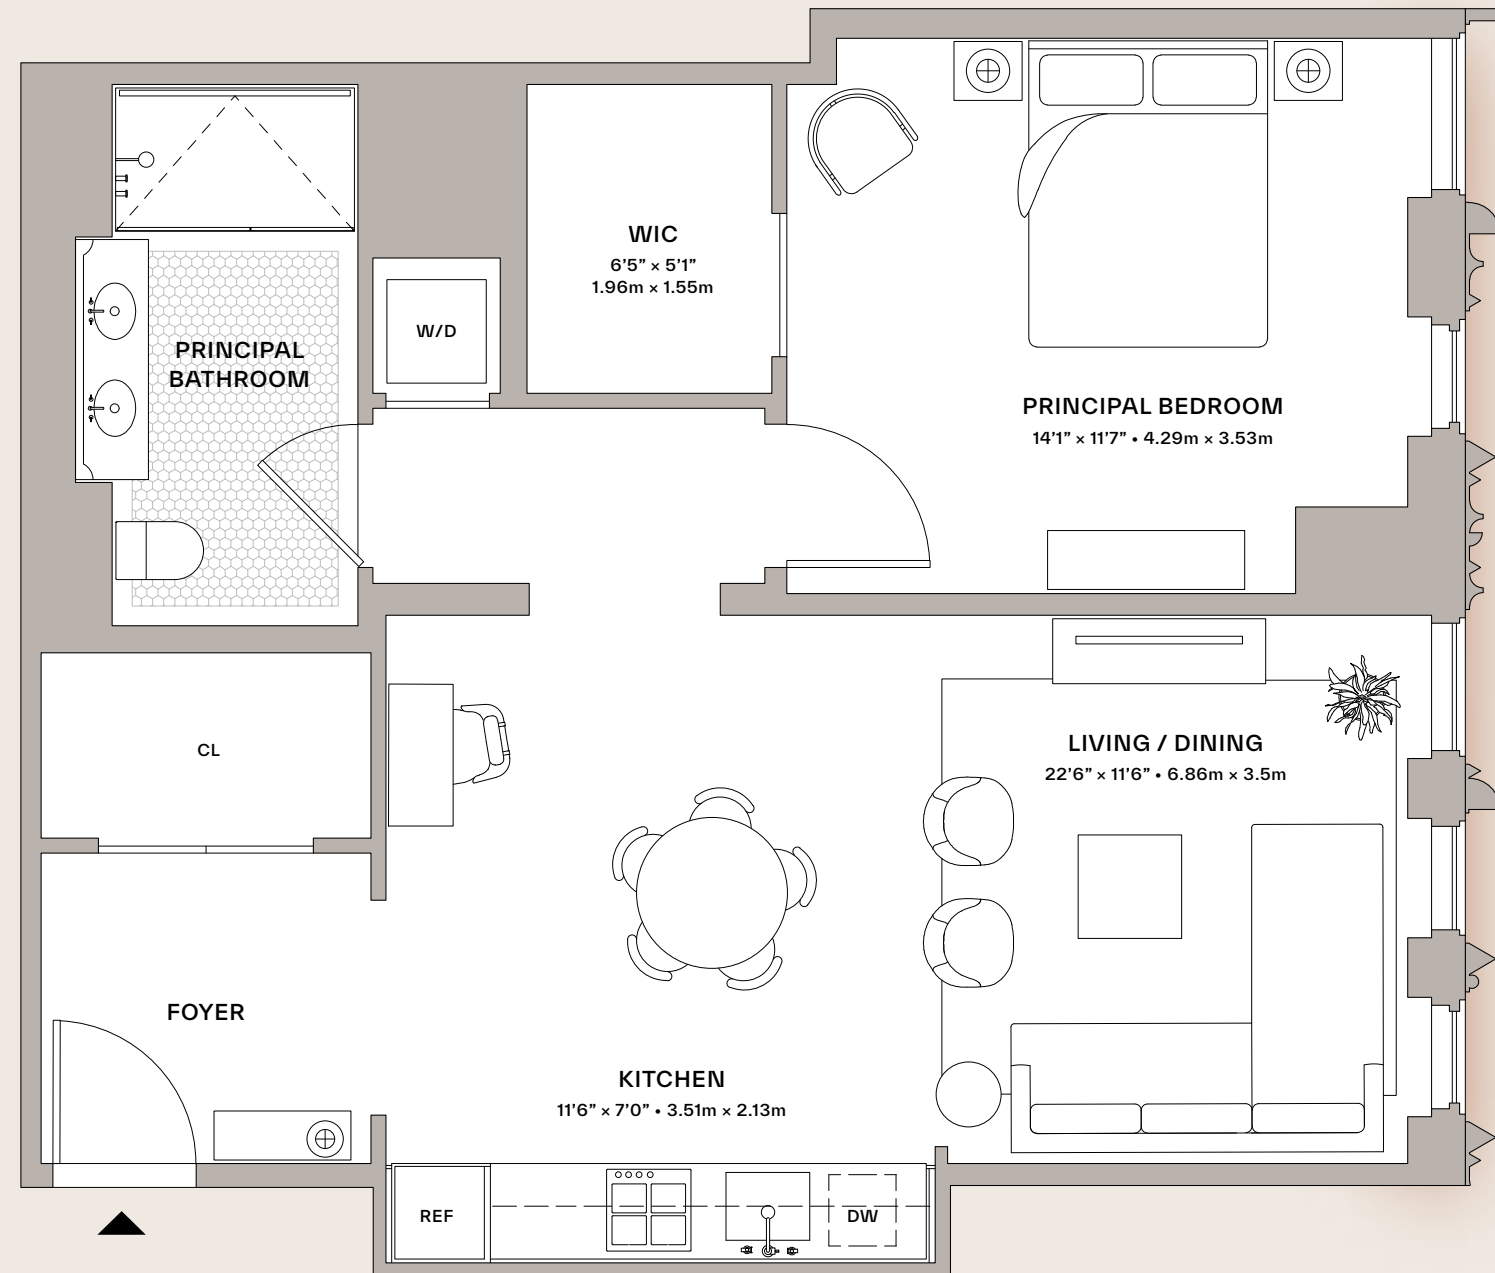 WIC
6’5” × 5’1”
1.96m × 1.55m
W/D
PRINCIPAL
BATHROOM
PRINCIPAL BEDROOM
14’1” × 11’7” • 4.29m × 3.53m
CL
LIVING / DINING
22’6” × 11’6” • 6.86m × 3.5m
FOYER
KITCHEN
11’6” × 7’0” • 3.51m × 2.13m
REF
DW